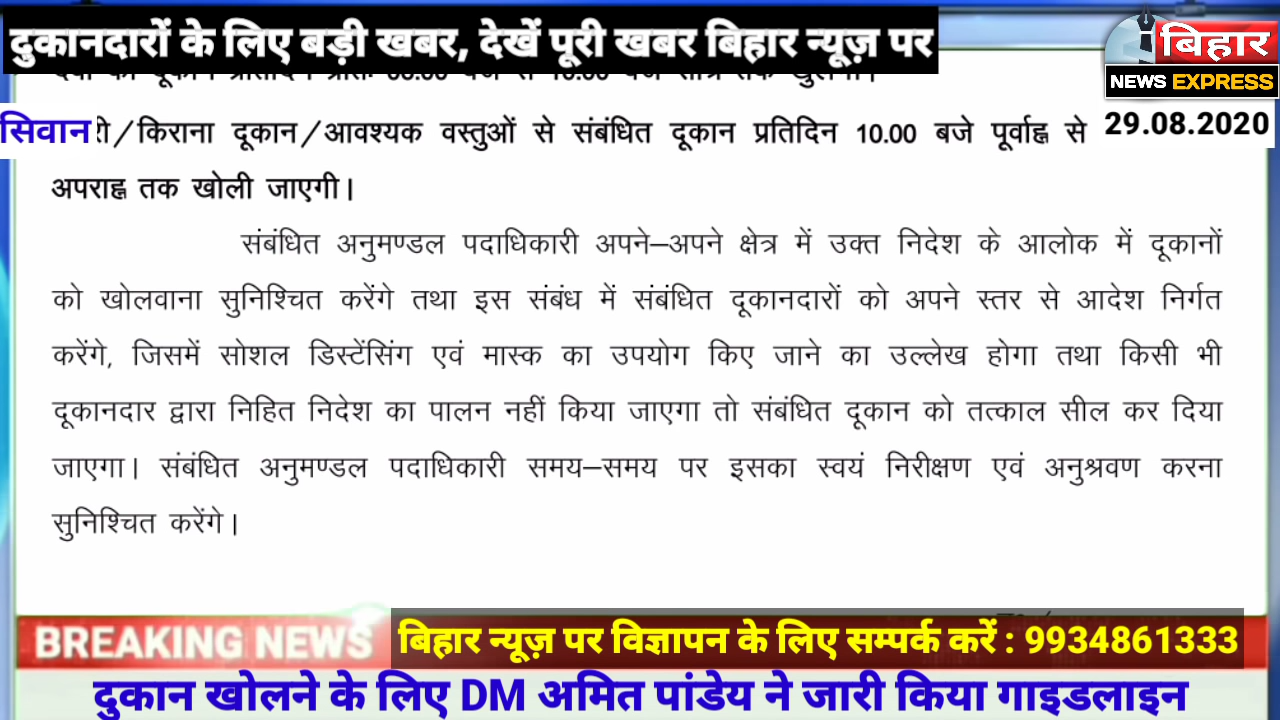 दुकानदारों के लिए बड़ी खबर, देखें पूरी खबर बिहार न्यूज़ पर
बिहार
NEWS EXPRESS
29.08.2020
सिवान
री/किराना दूकान/आवश्यक वस्तुओं से संबंधित दूकान प्रतिदिन 10.00 बजे पूर्वाह्न से
अपराह्न तक खोली जाएगी।
संबंधित अनुमण्डल पदाधिकारी अपने–अपने क्षेत्र में उक्त निदेश के आलोक में दूकानों
को खोलवाना सुनिश्चित करेंगे तथा इस संबंध में संबंधित दूकानदारों को अपने स्तर से आदेश निर्गत
करेंगे, जिसमें सोशल डिस्टेंसिंग एवं मास्क का उपयोग किए जाने का उल्लेख होगा तथा किसी भी
दूकानदार द्वारा निहित निदेश का पालन नहीं किया जाएगा तो संबंधित दूकान को तत्काल सील कर दिया
जाएगा। संबंधित अनुमण्डल पदाधिकारी समय–समय पर इसका स्वयं निरीक्षण एवं अनुश्रवण करना
सुनिश्चित करेंगे।
BREAKING NEWS
बिहार न्यूज़ पर विज्ञापन के लिए सम्पर्क करें : 9934861333
दुकान खोलने के लिए DM अमित पांडेय ने जारी किया गाइडलाइन